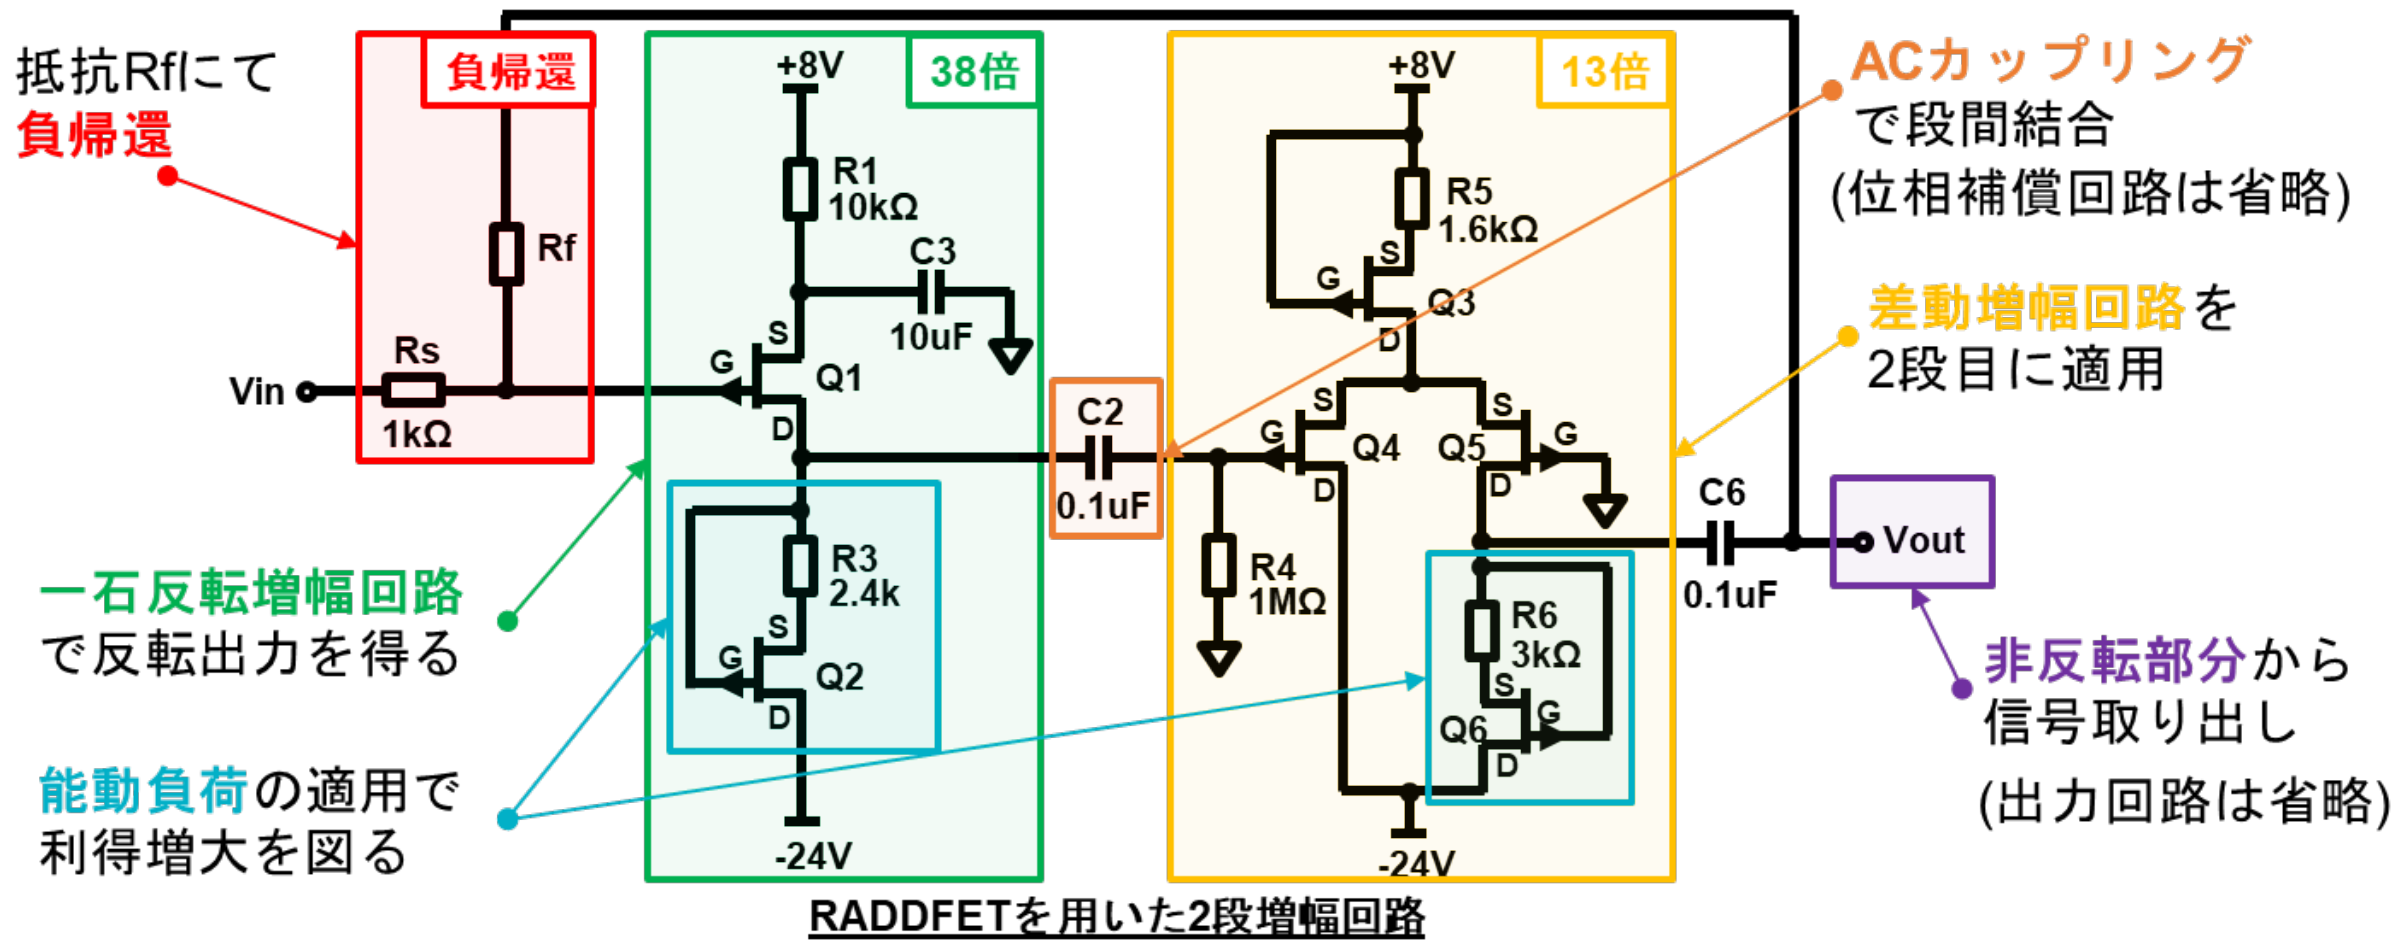 抵抗Rfにて
負帰還
負帰還
Rf
Rs
1kΩ
Vin
38倍
+8V
R1
10kΩ
C3
10uF
S
G
Q1
D
R3
2.4k
S
G
Q2
D
-24V
C2
0.1uF
13倍
+8V
R5
1.6kΩ
S
G
Q3
D
S
G
Q4
D
S
Q5
G
D
R4
1MΩ
R6
3kΩ
S
G
Q6
D
-24V
C6
0.1uF
Vout
ACカップリング
で段間結合
(位相補償回路は省略)
差動増幅回路を
2段目に適用
非反転部分から
信号取り出し
(出力回路は省略)
一石反転増幅回路
で反転出力を得る
能動負荷の適用で
利得増大を図る
RADDFETを用いた2段増幅回路